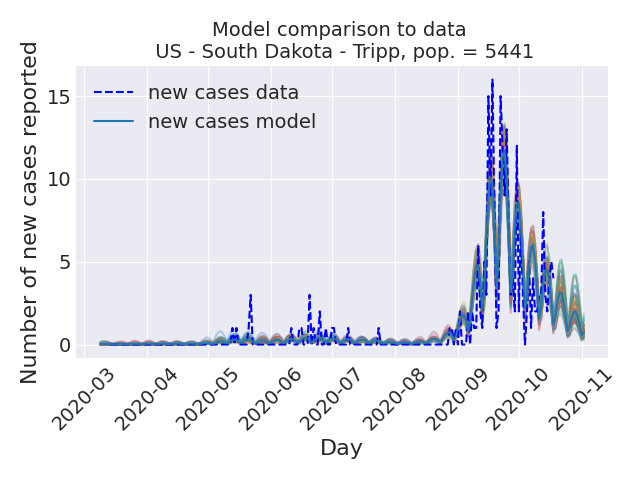 Model comparison to data
US - South Dakota - Tripp, pop. = 5441
Number of new cases reported
15
10
5
0
new cases data
new cases model
2020-03
2020-04
2020-05
2020-06
2020-07
2020-08
2020-09
2020-10
2020-11
Day